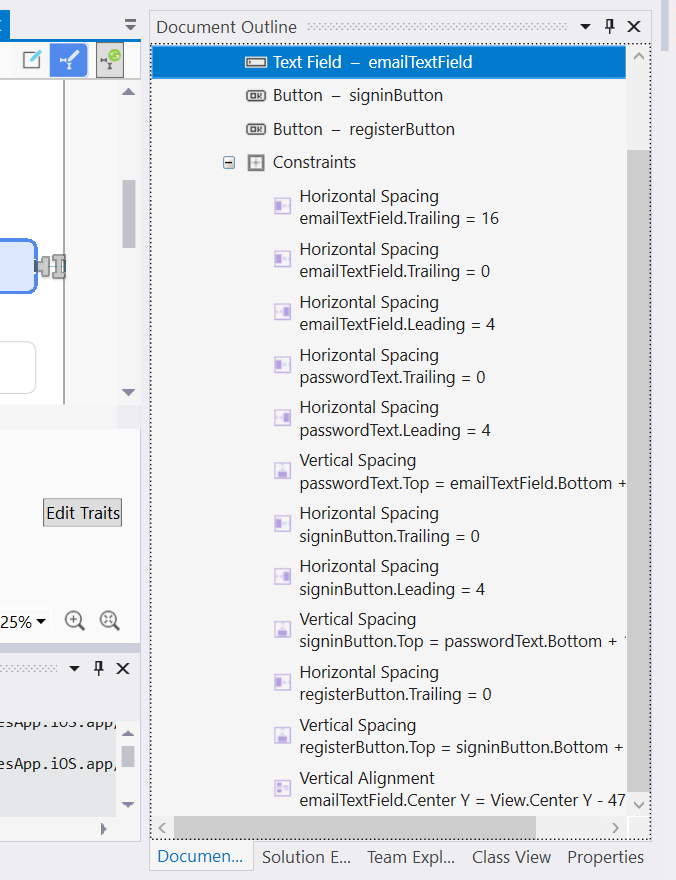 Document Outline
Text Field – emailTextField
Button – signinButton
Button – registerButton
Constraints
Horizontal Spacing
emailTextField.Trailing = 16
Horizontal Spacing
emailTextField.Trailing = 0
Horizontal Spacing
emailTextField.Leading = 4
Horizontal Spacing
passwordText.Trailing = 0
Horizontal Spacing
passwordText.Leading = 4
Vertical Spacing
passwordText.Top = emailTextField.Bottom +
Horizontal Spacing
signinButton.Trailing = 0
Horizontal Spacing
signinButton.Leading = 4
Vertical Spacing
signinButton.Top = passwordText.Bottom +
Horizontal Spacing
registerButton.Trailing = 0
Vertical Spacing
registerButton.Top = signinButton.Bottom +
Vertical Alignment
emailTextField.Center Y = View.Center Y - 47
Edit Traits
25%
esApp.iOS.app/
esApp.iOS.app/
Documen... Solution E... Team Expl... Class View Properties